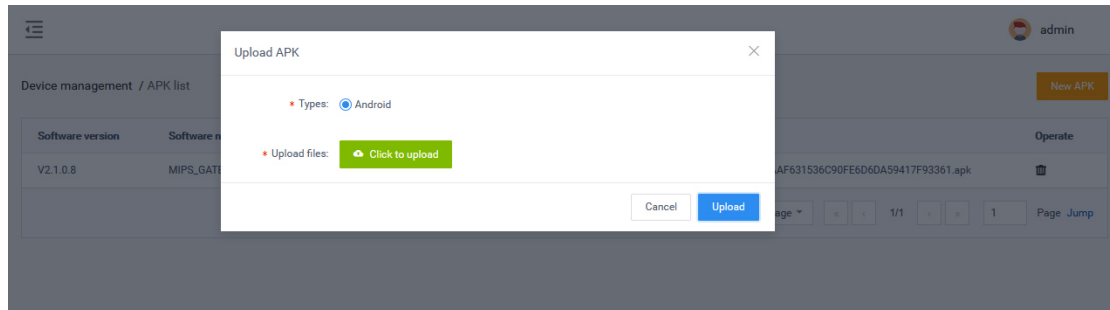 admin
Upload APK
Device management / APK list
New APK
* Types: Android
Software version
Operate
* Upload files: Click to upload
V2.1.0.8
AF631536C90FE6D6DA59417F93361.apk
Cancel Upload
1/1 1 Page Jump